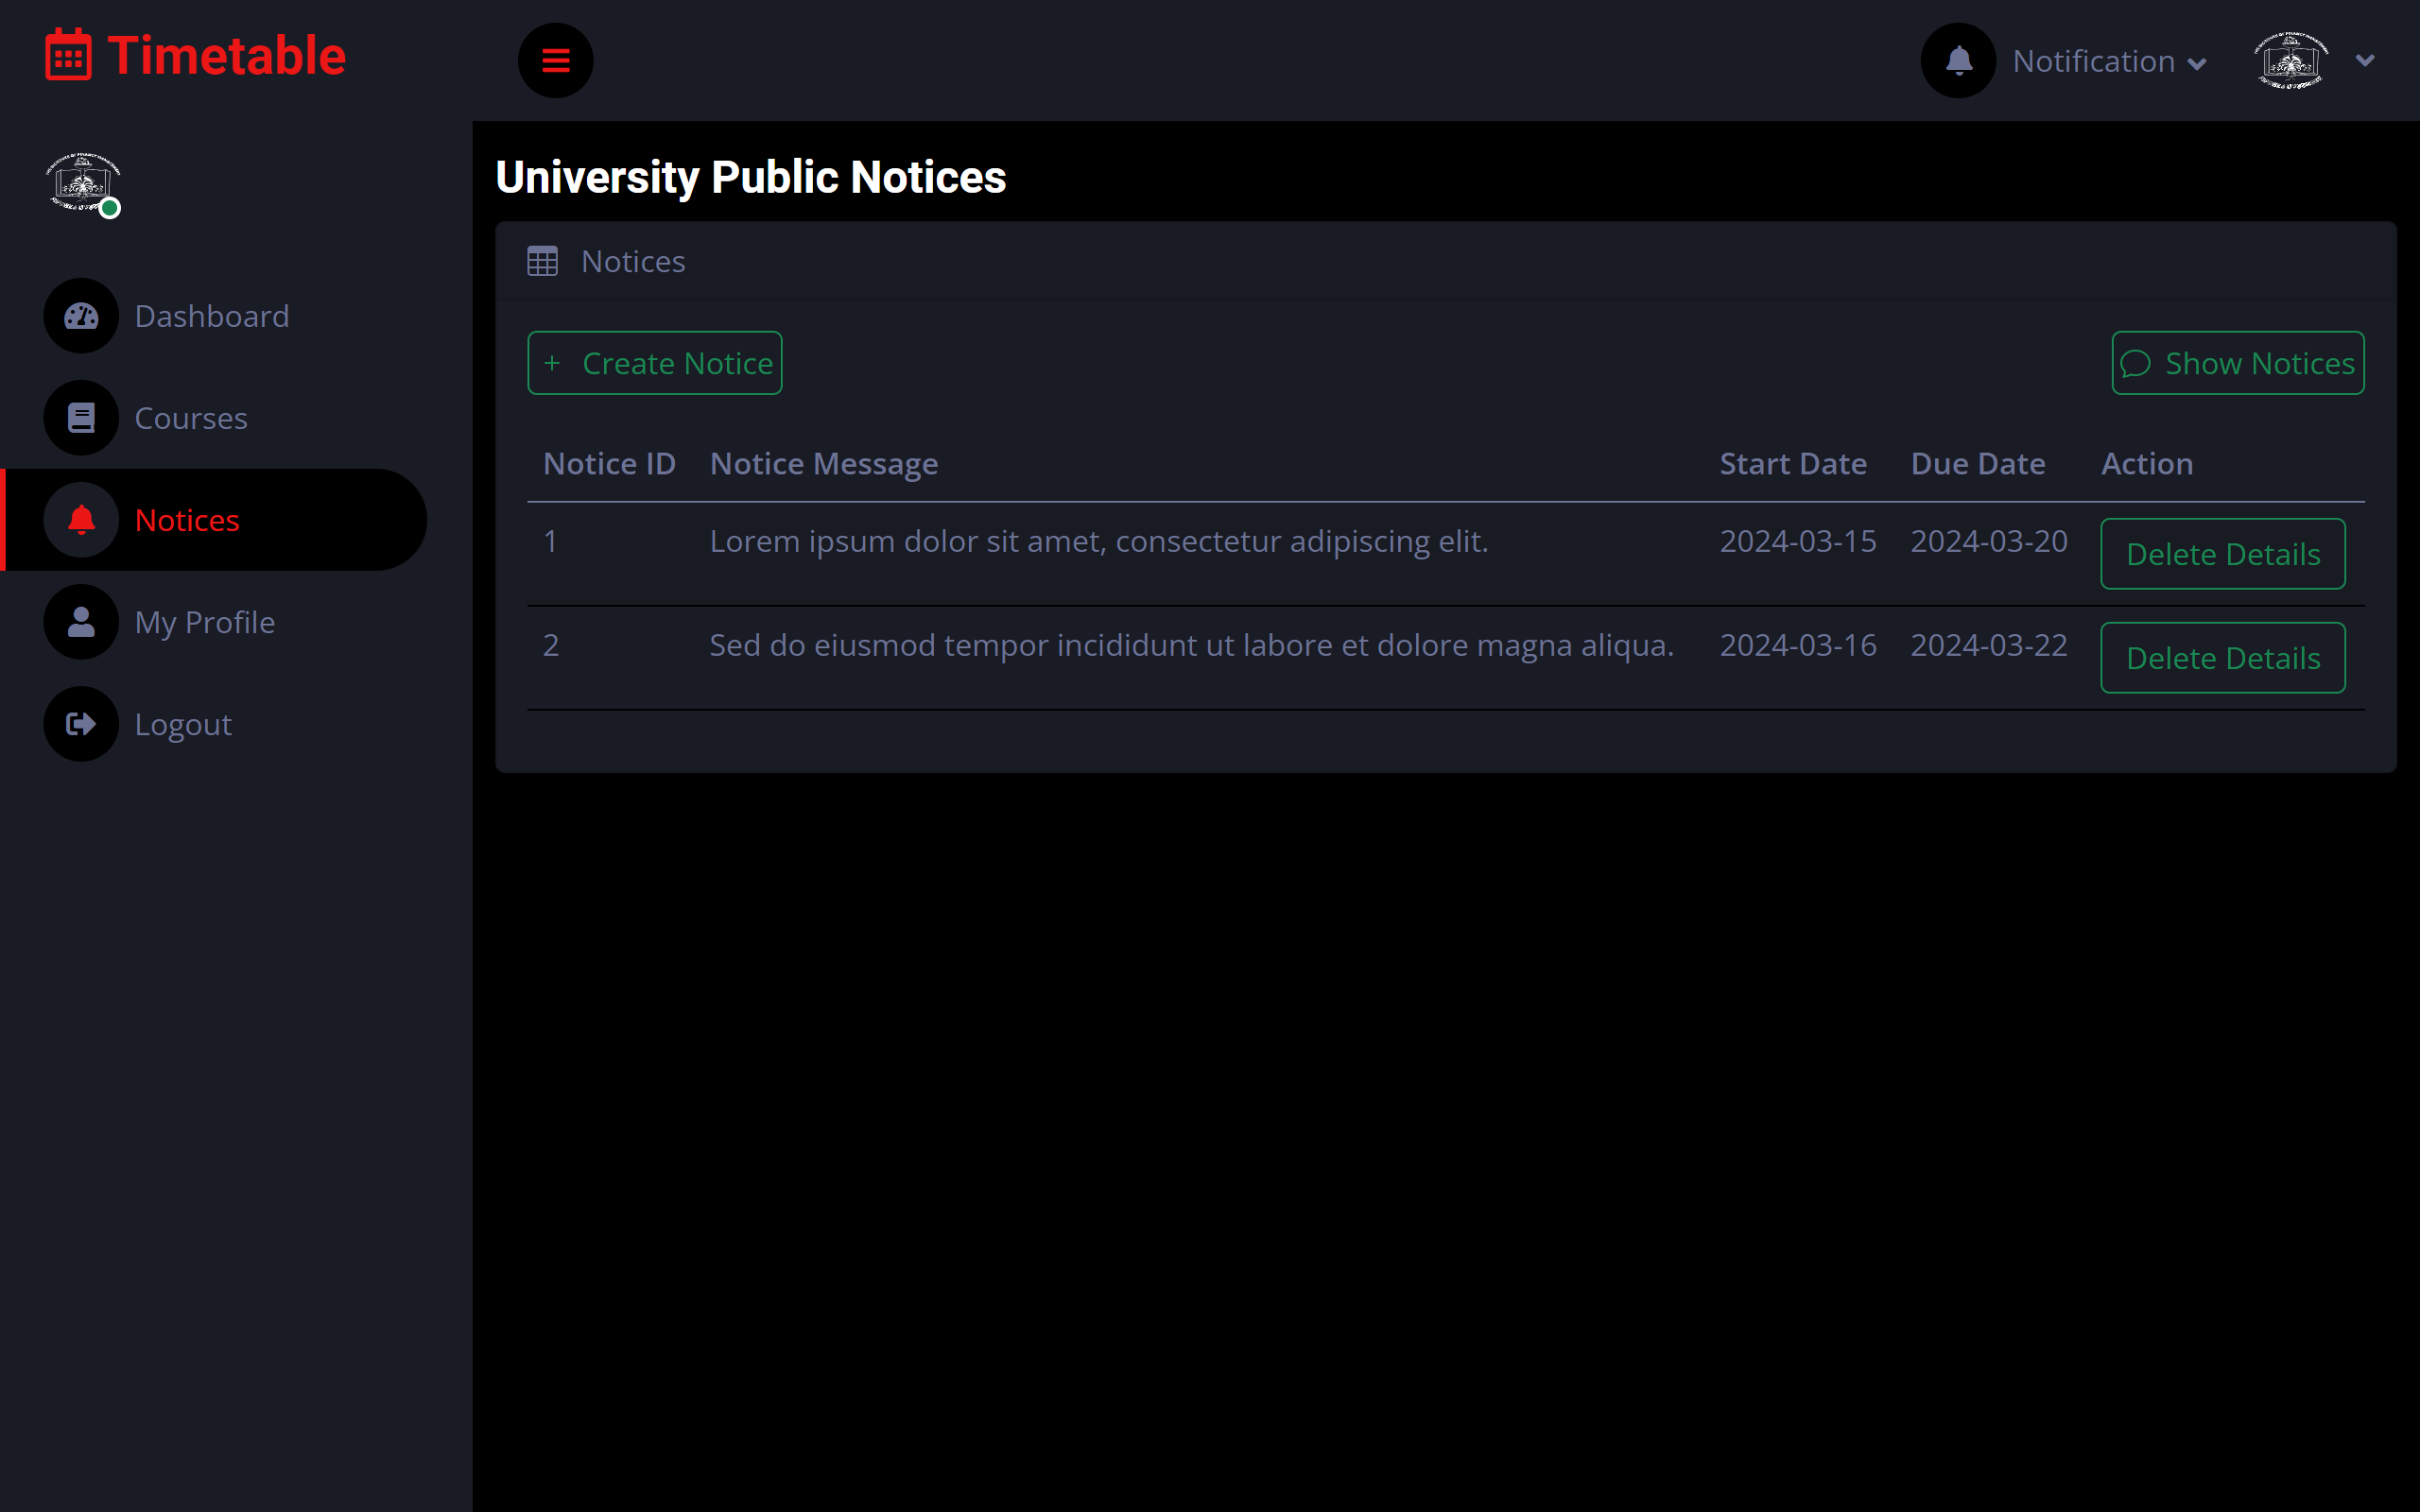 Timetable
Notification
Dashboard
Courses
Notices
My Profile
Logout
University Public Notices
Notices
+ Create Notice
Show Notices
Notice ID Notice Message Start Date Due Date Action
1 Lorem ipsum dolor sit amet, consectetur adipiscing elit. 2024-03-15 2024-03-20 Delete Details
2 Sed do eiusmod tempor incididunt ut labore et dolore magna aliqua. 2024-03-16 2024-03-22 Delete Details